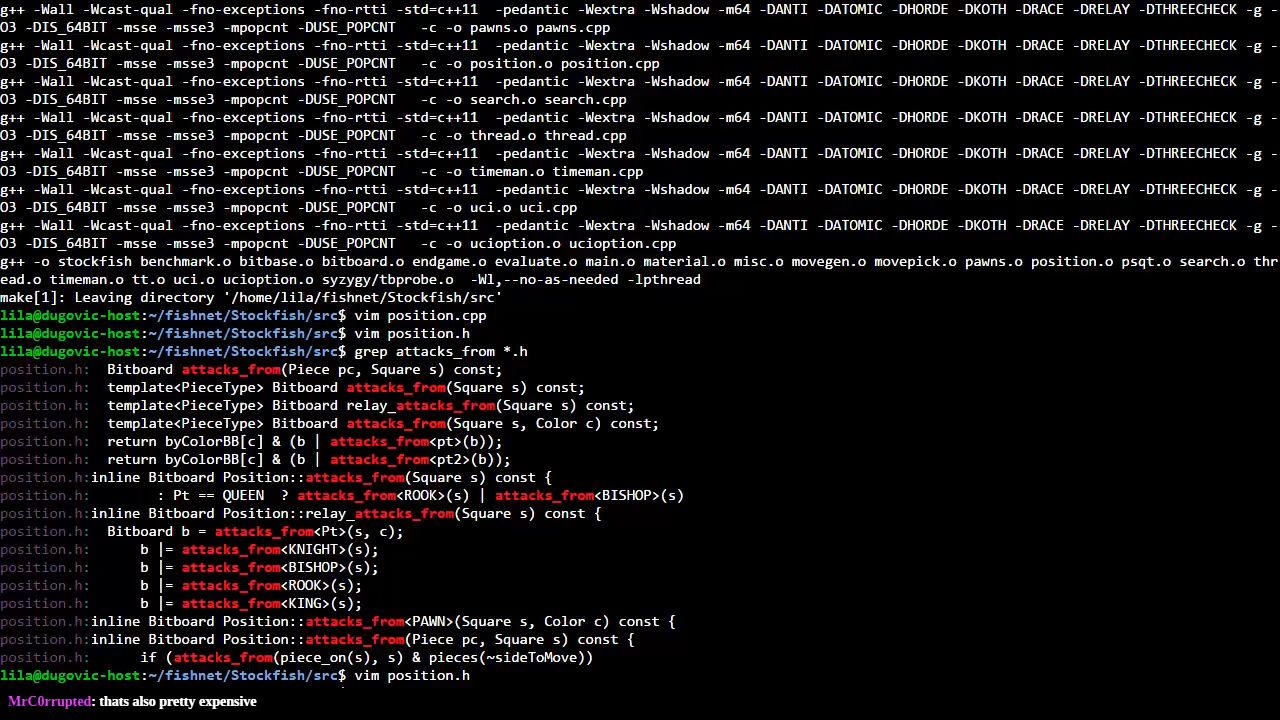 g++ -Wall -Wcast-qual -fno-exceptions -fno-rtti -std=c++11  -pedantic -Wextra -Wshadow -m64 -DANTI -DATOMIC -DHORDE -DKOTH -DRACE -DRELAY -DTHREECHECK -g -
O3 -DIS_64BIT -msse -msse3 -mpopcnt -DUSE_POPCNT   -c -o pawns.o pawns.cpp
g++ -Wall -Wcast-qual -fno-exceptions -fno-rtti -std=c++11  -pedantic -Wextra -Wshadow -m64 -DANTI -DATOMIC -DHORDE -DKOTH -DRACE -DRELAY -DTHREECHECK -g -
O3 -DIS_64BIT -msse -msse3 -mpopcnt -DUSE_POPCNT   -c -o position.o position.cpp
g++ -Wall -Wcast-qual -fno-exceptions -fno-rtti -std=c++11  -pedantic -Wextra -Wshadow -m64 -DANTI -DATOMIC -DHORDE -DKOTH -DRACE -DRELAY -DTHREECHECK -g -
O3 -DIS_64BIT -msse -msse3 -mpopcnt -DUSE_POPCNT   -c -o search.o search.cpp
g++ -Wall -Wcast-qual -fno-exceptions -fno-rtti -std=c++11  -pedantic -Wextra -Wshadow -m64 -DANTI -DATOMIC -DHORDE -DKOTH -DRACE -DRELAY -DTHREECHECK -g -
O3 -DIS_64BIT -msse -msse3 -mpopcnt -DUSE_POPCNT   -c -o thread.o thread.cpp
g++ -Wall -Wcast-qual -fno-exceptions -fno-rtti -std=c++11  -pedantic -Wextra -Wshadow -m64 -DANTI -DATOMIC -DHORDE -DKOTH -DRACE -DRELAY -DTHREECHECK -g -
O3 -DIS_64BIT -msse -msse3 -mpopcnt -DUSE_POPCNT   -c -o timeman.o timeman.cpp
g++ -Wall -Wcast-qual -fno-exceptions -fno-rtti -std=c++11  -pedantic -Wextra -Wshadow -m64 -DANTI -DATOMIC -DHORDE -DKOTH -DRACE -DRELAY -DTHREECHECK -g -
O3 -DIS_64BIT -msse -msse3 -mpopcnt -DUSE_POPCNT   -c -o uci.o uci.cpp
g++ -Wall -Wcast-qual -fno-exceptions -fno-rtti -std=c++11  -pedantic -Wextra -Wshadow -m64 -DANTI -DATOMIC -DHORDE -DKOTH -DRACE -DRELAY -DTHREECHECK -g -
O3 -DIS_64BIT -msse -msse3 -mpopcnt -DUSE_POPCNT   -c -o ucioption.o ucioption.cpp
g++ -o stockfish benchmark.o bitbase.o bitboard.o endgame.o evaluate.o main.o material.o misc.o movegen.o movepick.o pawns.o position.o psqt.o search.o thr
ead.o timeman.o tt.o uci.o ucioption.o syzygy/tbprobe.o  -Wl,--no-as-needed -lpthread
make[1]: Leaving directory '/home/lila/fishnet/Stockfish/src'
lila@dugovic-host:~/fishnet/Stockfish/src$ vim position.cpp
lila@dugovic-host:~/fishnet/Stockfish/src$ vim position.h
lila@dugovic-host:~/fishnet/Stockfish/src$ grep attacks_from *.h
position.h:  Bitboard attacks_from(Piece pc, Square s) const;
position.h:  template<PieceType> Bitboard attacks_from(Square s) const;
position.h:  template<PieceType> Bitboard relay_attacks_from(Square s) const;
position.h:  template<PieceType> Bitboard attacks_from(Square s, Color c) const;
position.h:  return byColorBB[c] & (b | attacks_from<pt>(b));
position.h:  return byColorBB[c] & (b | attacks_from<pt2>(b));
position.h:inline Bitboard Position::attacks_from(Square s) const {
position.h:        : Pt == QUEEN  ? attacks_from<ROOK>(s) | attacks_from<BISHOP>(s)
position.h:inline Bitboard Position::relay_attacks_from(Square s) const {
position.h:  Bitboard b = attacks_from<Pt>(s, c);
position.h:      b |= attacks_from<KNIGHT>(s);
position.h:      b |= attacks_from<BISHOP>(s);
position.h:      b |= attacks_from<ROOK>(s);
position.h:      b |= attacks_from<KING>(s);
position.h:inline Bitboard Position::attacks_from<PAWN>(Square s, Color c) const {
position.h:inline Bitboard Position::attacks_from(Piece pc, Square s) const {
position.h:      if (attacks_from(piece_on(s), s) & pieces(~sideToMove))
lila@dugovic-host:~/fishnet/Stockfish/src$ vim position.h
MrC0rrupted: thats also pretty expensive